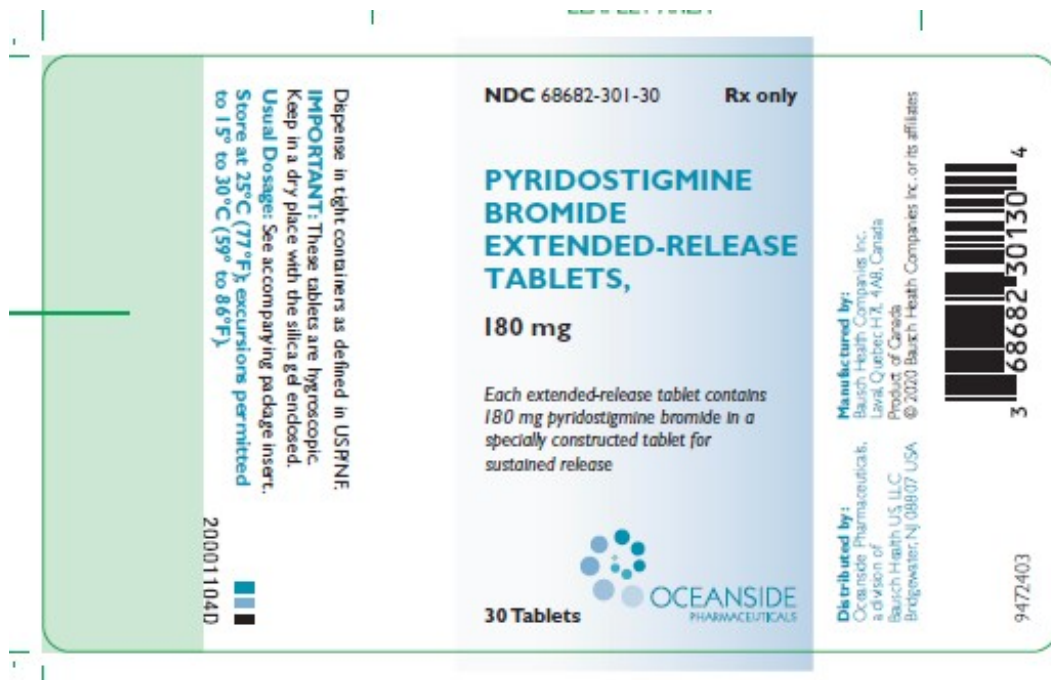 Dispense in tight containers as defined in USP/NF.
IMPORTANT: These tablets are hygroscopic.
Keep in a dry place with the silica gel enclosed.
Usual Dosage: See accompanying package insert.
Store at 25°C (77°F); excursions permitted
to 15° to 30°C (59° to 86°F).
20001104D
NDC 68682-301-30 Rx only
PYRIDOSTIGMINE
BROMIDE
EXTENDED-RELEASE
TABLETS,
180 mg
Each extended-release tablet contains
180 mg pyridostigmine bromide in a
specially constructed tablet for
sustained release
OCEANSIDE
PHARMACEUTICALS
30 Tablets
Manufactured by:
Bausch Health Companies Inc.
Laval, Quebec H7L 4A8, Canada
Product of Canada
© 2020 Bausch Heath Companies Inc. or its affiliates
Distributed by:
Oceanside Pharmaceuticals,
a division of
Bausch Health US, LLC
Bridgewater, NJ 08807 USA
3 68682 30130 4
9472403